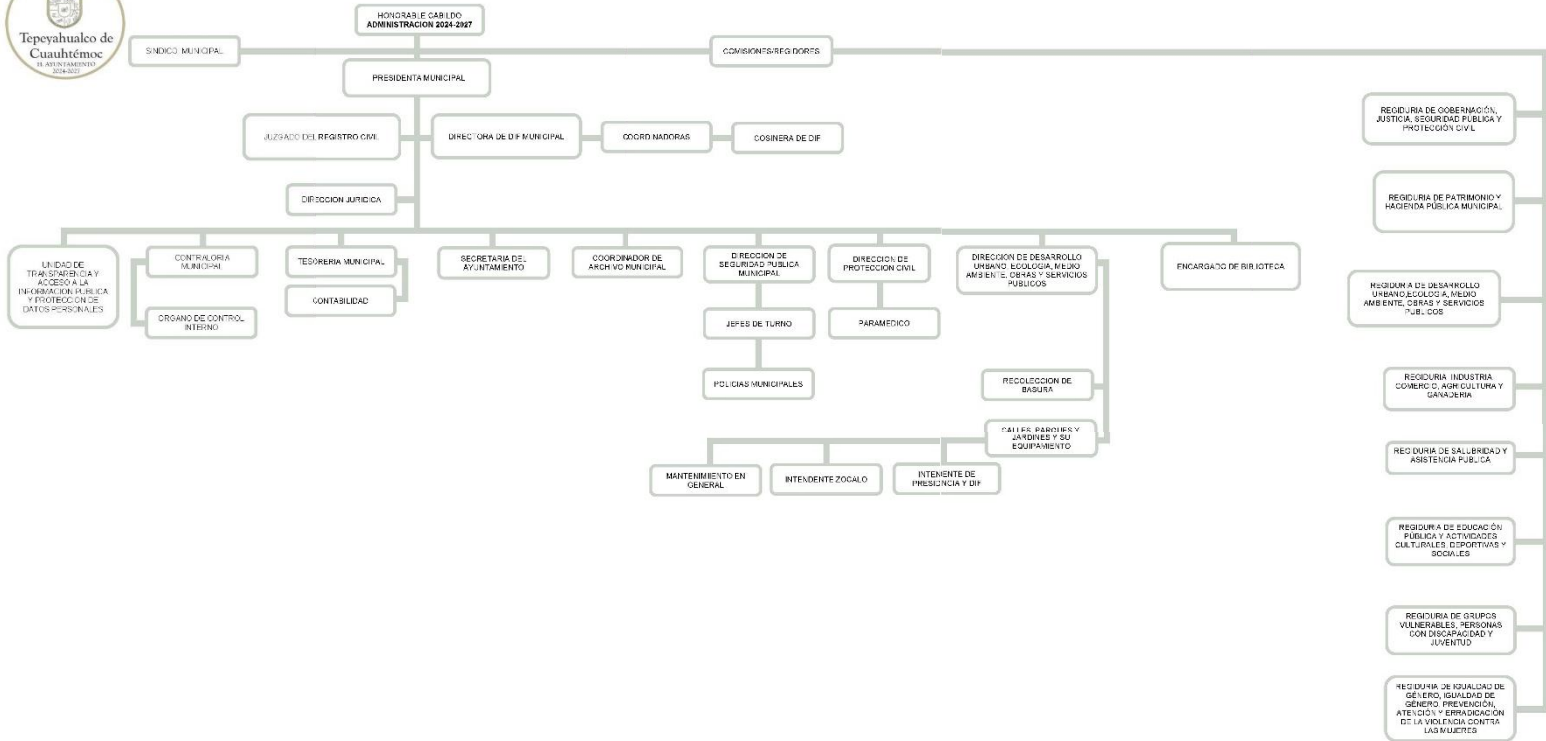 Tepeyahualco de
Cuauhtémoc
H. AYUNTAMIENTO
2024-2027
HONORABLE CABILDO
ADMINISTRACION 2024-2027
SINDICO MUNICIPAL
COMISIONES/REGIDORES
PRESIDENTA MUNICIPAL
JUZGADO DEL REGISTRO CIVIL
DIRECTORA DE DIF MUNICIPAL
COORDINADORAS
COSINERA DE DIF
DIRECCION JURIDICA
UNIDAD DE
TRANSPARENCIA Y
ACCESO A LA
INFORMACION PUBLICA
Y PROTECCION DE
DATOS PERSONALES
CONTRALORIA
MUNICIPAL
ORGANO DE CONTROL
INTERNO
TESORERIA MUNICIPAL
CONTABILIDAD
SECRETARIA DEL
AYUNTAMIENTO
COORDINADOR DE
ARCHIVO MUNICIPAL
DIRECCION DE
SEGURIDAD PUBLICA
MUNICIPAL
JEFES DE TURNO
POLICIAS MUNICIPALES
DIRECCION DE
PROTECCION CIVIL
PARAMEDICO
DIRECCION DE DESARROLLO
URBANO, ECOLOGIA, MEDIO
AMBIENTE, OBRAS Y SERVICIOS
PUBLICOS
RECOLECCION DE
BASURA
CALLES, PARQUES Y
JARDINES Y SU
EQUIPAMIENTO
MANTENIMIENTO EN
GENERAL
INTENDENTE ZOCALO
INTENIENTE DE
PRESIDNCIA Y DIF
ENCARGADO DE BIBLIOTECA
REGIDURIA DE GOBERNACIÓN,
JUSTICIA, SEGURIDAD PUBLICA Y
PROTECCIÓN CIVIL
REGIDURIA DE PATRIMONIO Y
HACIENDA PÚBLICA MUNICIPAL
REGIDURIA DE DESARROLLO
URBANO,ECOLOGIA, MEDIO
AMBIENTE, OBRAS Y SERVICIOS
PUBLICOS
REGIDURIA INDUSTRIA
COMERCIO, AGRICULTURA Y
GANADERIA
REGIDURIA DE SALUBRIDAD Y
ASISTENCIA PUBLICA
REGIDURIA DE EDUCACIÓN
PÚBLICA Y ACTIVIDADES
CULTURALES, DEPORTIVAS Y
SOCIALES
REGIDURIA DE GRUPOS
VULNERABLES, PERSONAS
CON DISCAPACIDAD Y
JUVENTUD
REGIDURIA DE IGUALDAD DE
GÉNERO, IGUALDAD DE
GÉNERO, PREVENCIÓN,
ATENCIÓN Y ERRADICACIÓN
DE LA VIOLENCIA CONTRA
LAS MUJERES